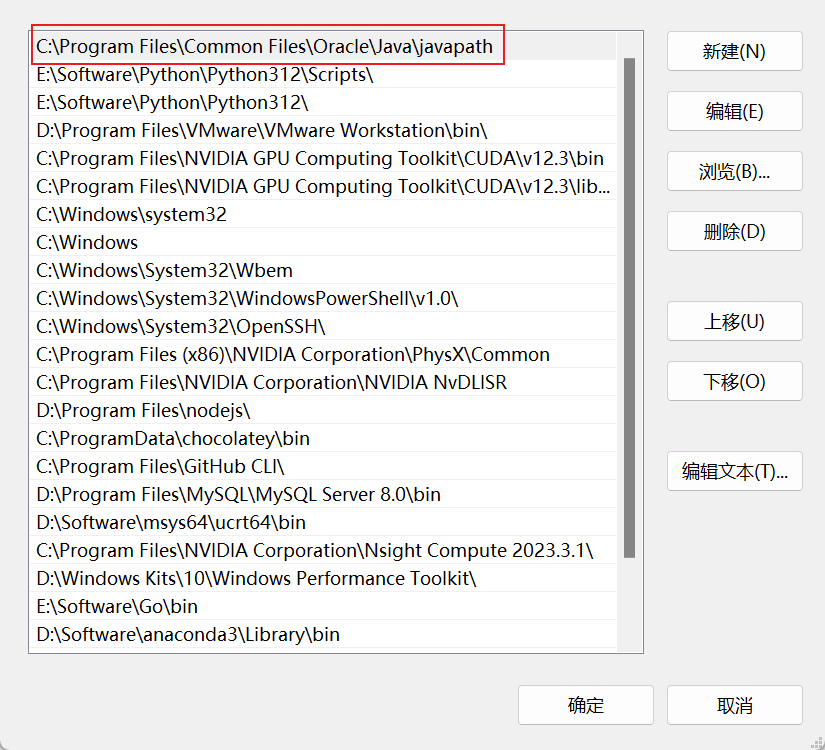 C:\Program Files\Common Files\Oracle\Java\javapath
E:\Software\Python\Python312\Scripts\
E:\Software\Python\Python312\
D:\Program Files\VMware\VMware Workstation\bin\
C:\Program Files\NVIDIA GPU Computing Toolkit\CUDA\v12.3\bin
C:\Program Files\NVIDIA GPU Computing Toolkit\CUDA\v12.3\lib...
C:\Windows\system32
C:\Windows
C:\Windows\System32\Wbem
C:\Windows\System32\WindowsPowerShell\v1.0\
C:\Windows\System32\OpenSSH\
C:\Program Files (x86)\NVIDIA Corporation\PhysX\Common
C:\Program Files\NVIDIA Corporation\NVIDIA NvDLISR
D:\Program Files\nodejs\
C:\ProgramData\chocolatey\bin
C:\Program Files\GitHub CLI\
D:\Program Files\MySQL\MySQL Server 8.0\bin
D:\Software\msys64\ucrt64\bin
C:\Program Files\NVIDIA Corporation\Nsight Compute 2023.3.1\
D:\Windows Kits\10\Windows Performance Toolkit\
E:\Software\Go\bin
D:\Software\anaconda3\Library\bin
新建(N)
编辑(E)
浏览(B)...
删除(D)
上移(U)
下移(O)
编辑文本(T)...
确定
取消